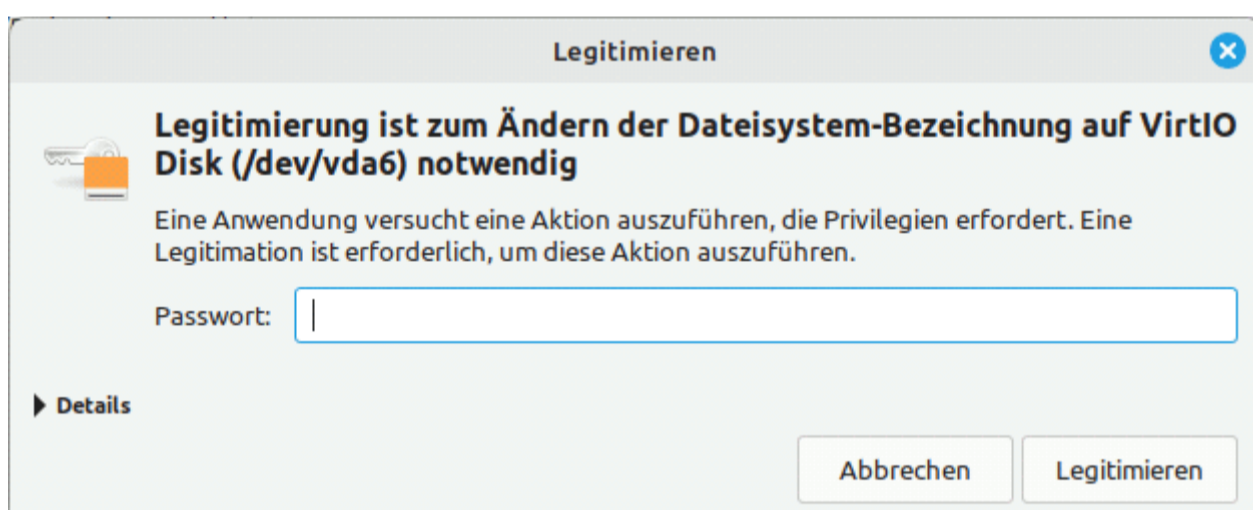 Legitimieren
Legitimierung ist zum Ändern der Dateisystem-Bezeichnung auf VirtIO
Disk (/dev/vda6) notwendig
Eine Anwendung versucht eine Aktion auszuführen, die Privilegien erfordert. Eine
Legitimation ist erforderlich, um diese Aktion auszuführen.
Passwort:
Details
Abbrechen
Legitimieren